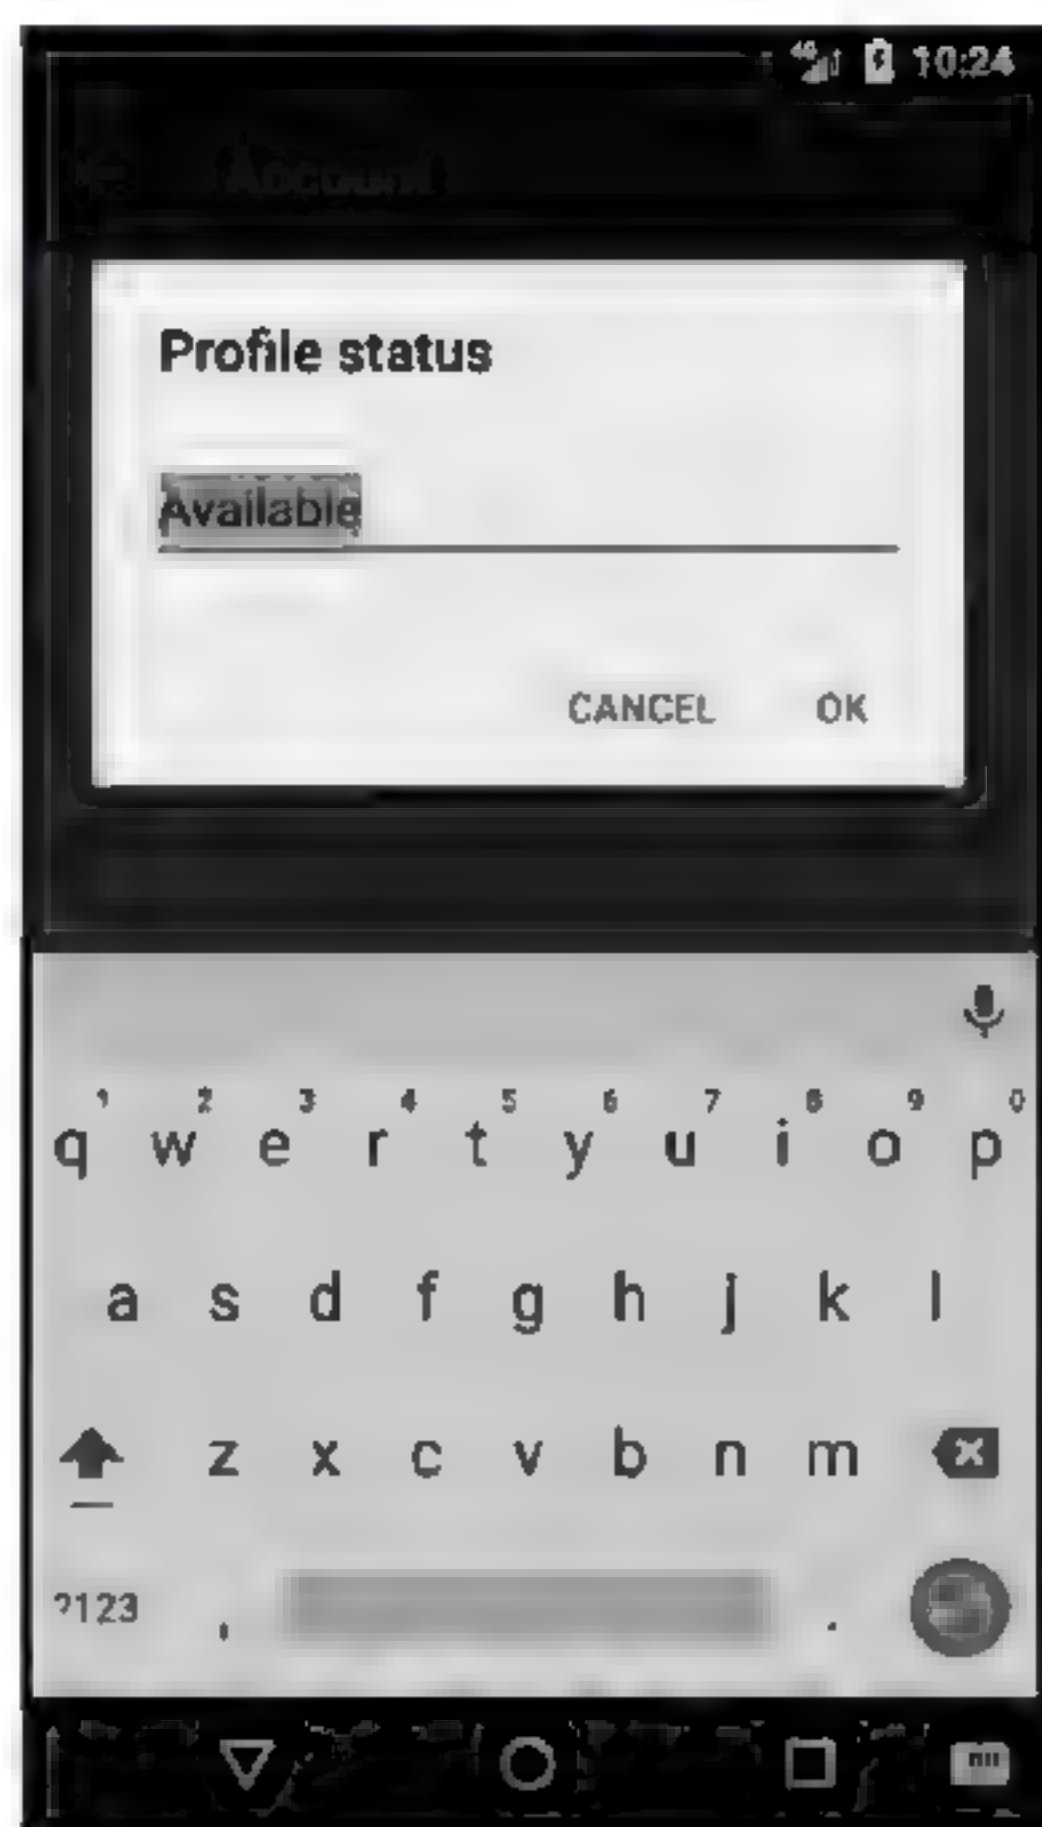 4G 10:24
Account
Profile status
Available
CANCEL OK
1 2 3 4 5 6 7 8 9 0
q w e r t y u i o p
a s d f g h j k l
z x c v b n m
?123 , .